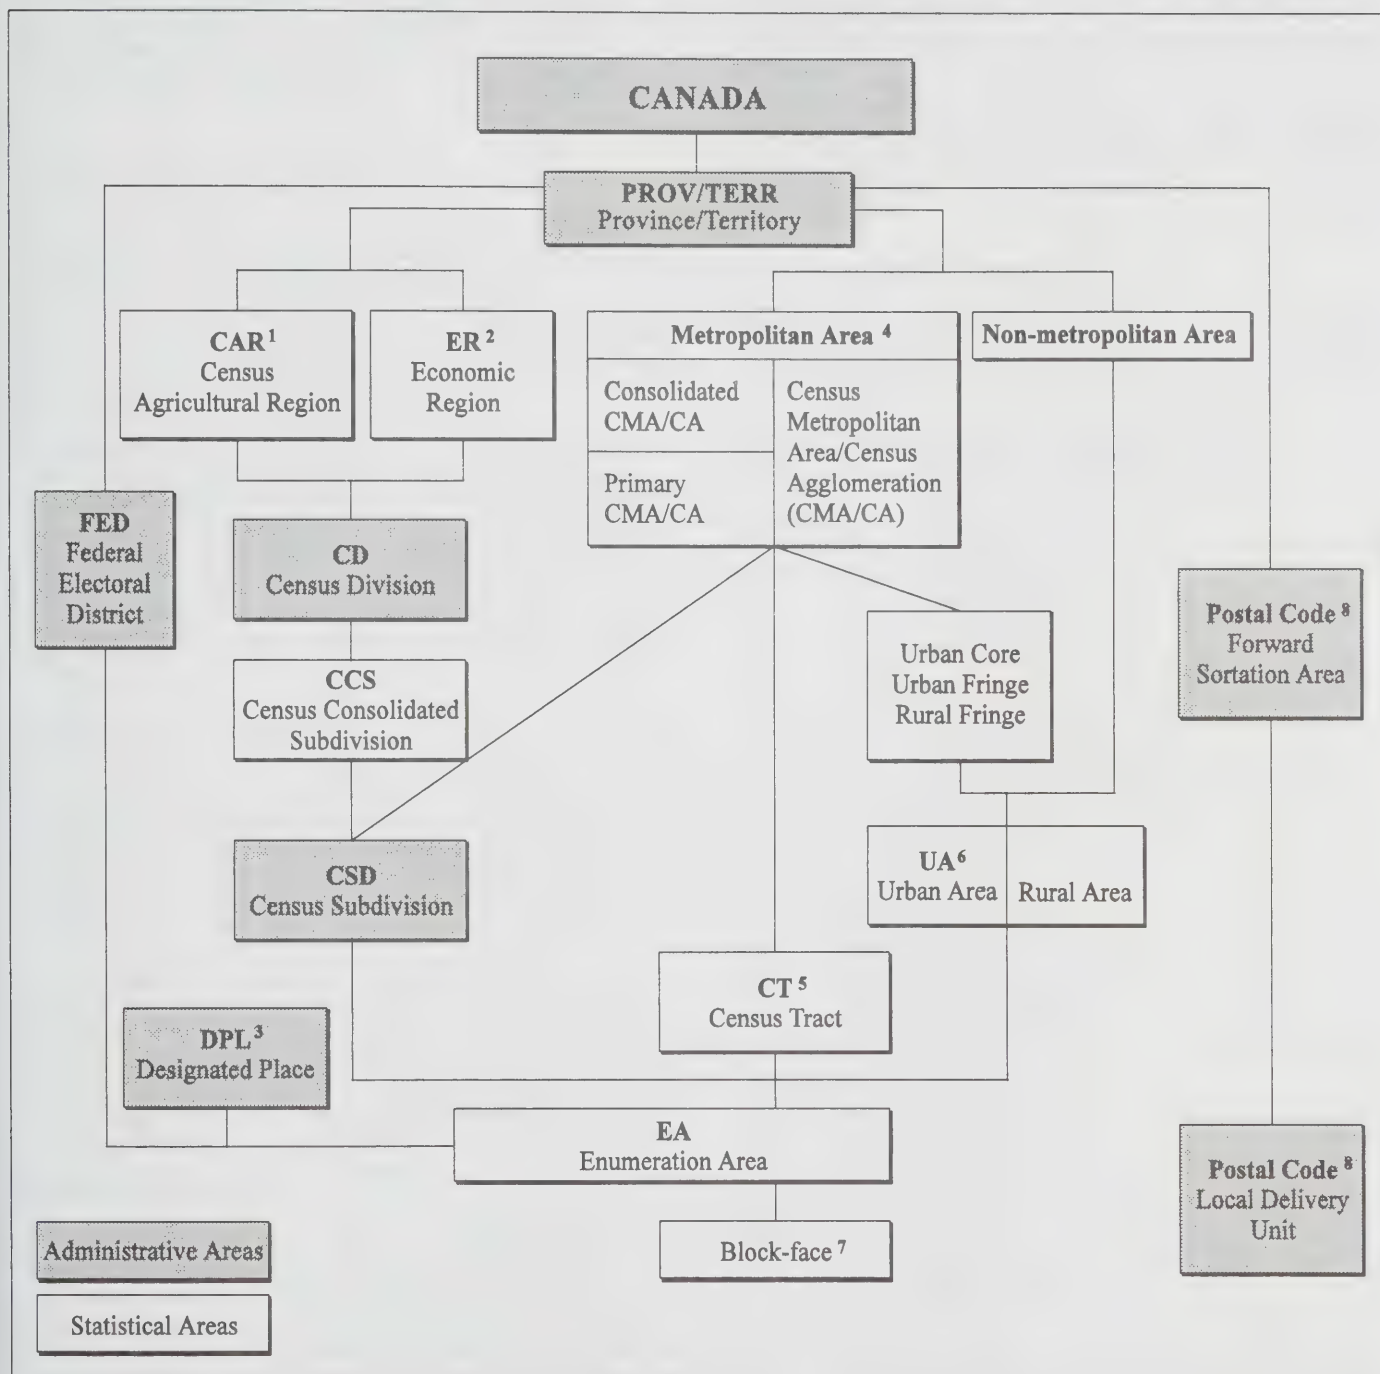 CANADA
PROV/TERR
Province/Territory
CAR 1
Census
Agricultural Region
ER 2
Economic
Region
Metropolitan Area 4
Consolidated
CMA/CA
Primary
CMA/CA
Census
Metropolitan
Area/Census
Agglomeration
(CMA/CA)
Non-metropolitan Area
FED
Federal
Electoral
District
CD
Census Division
CCS
Census Consolidated
Subdivision
Urban Core
Urban Fringe
Rural Fringe
Postal Code 8
Forward
Sortation Area
CSD
Census Subdivision
UA 6
Urban Area
Rural Area
CT 5
Census Tract
DPL 3
Designated Place
EA
Enumeration Area
Postal Code 8
Local Delivery
Unit
Block-face 7
Administrative Areas
Statistical Areas